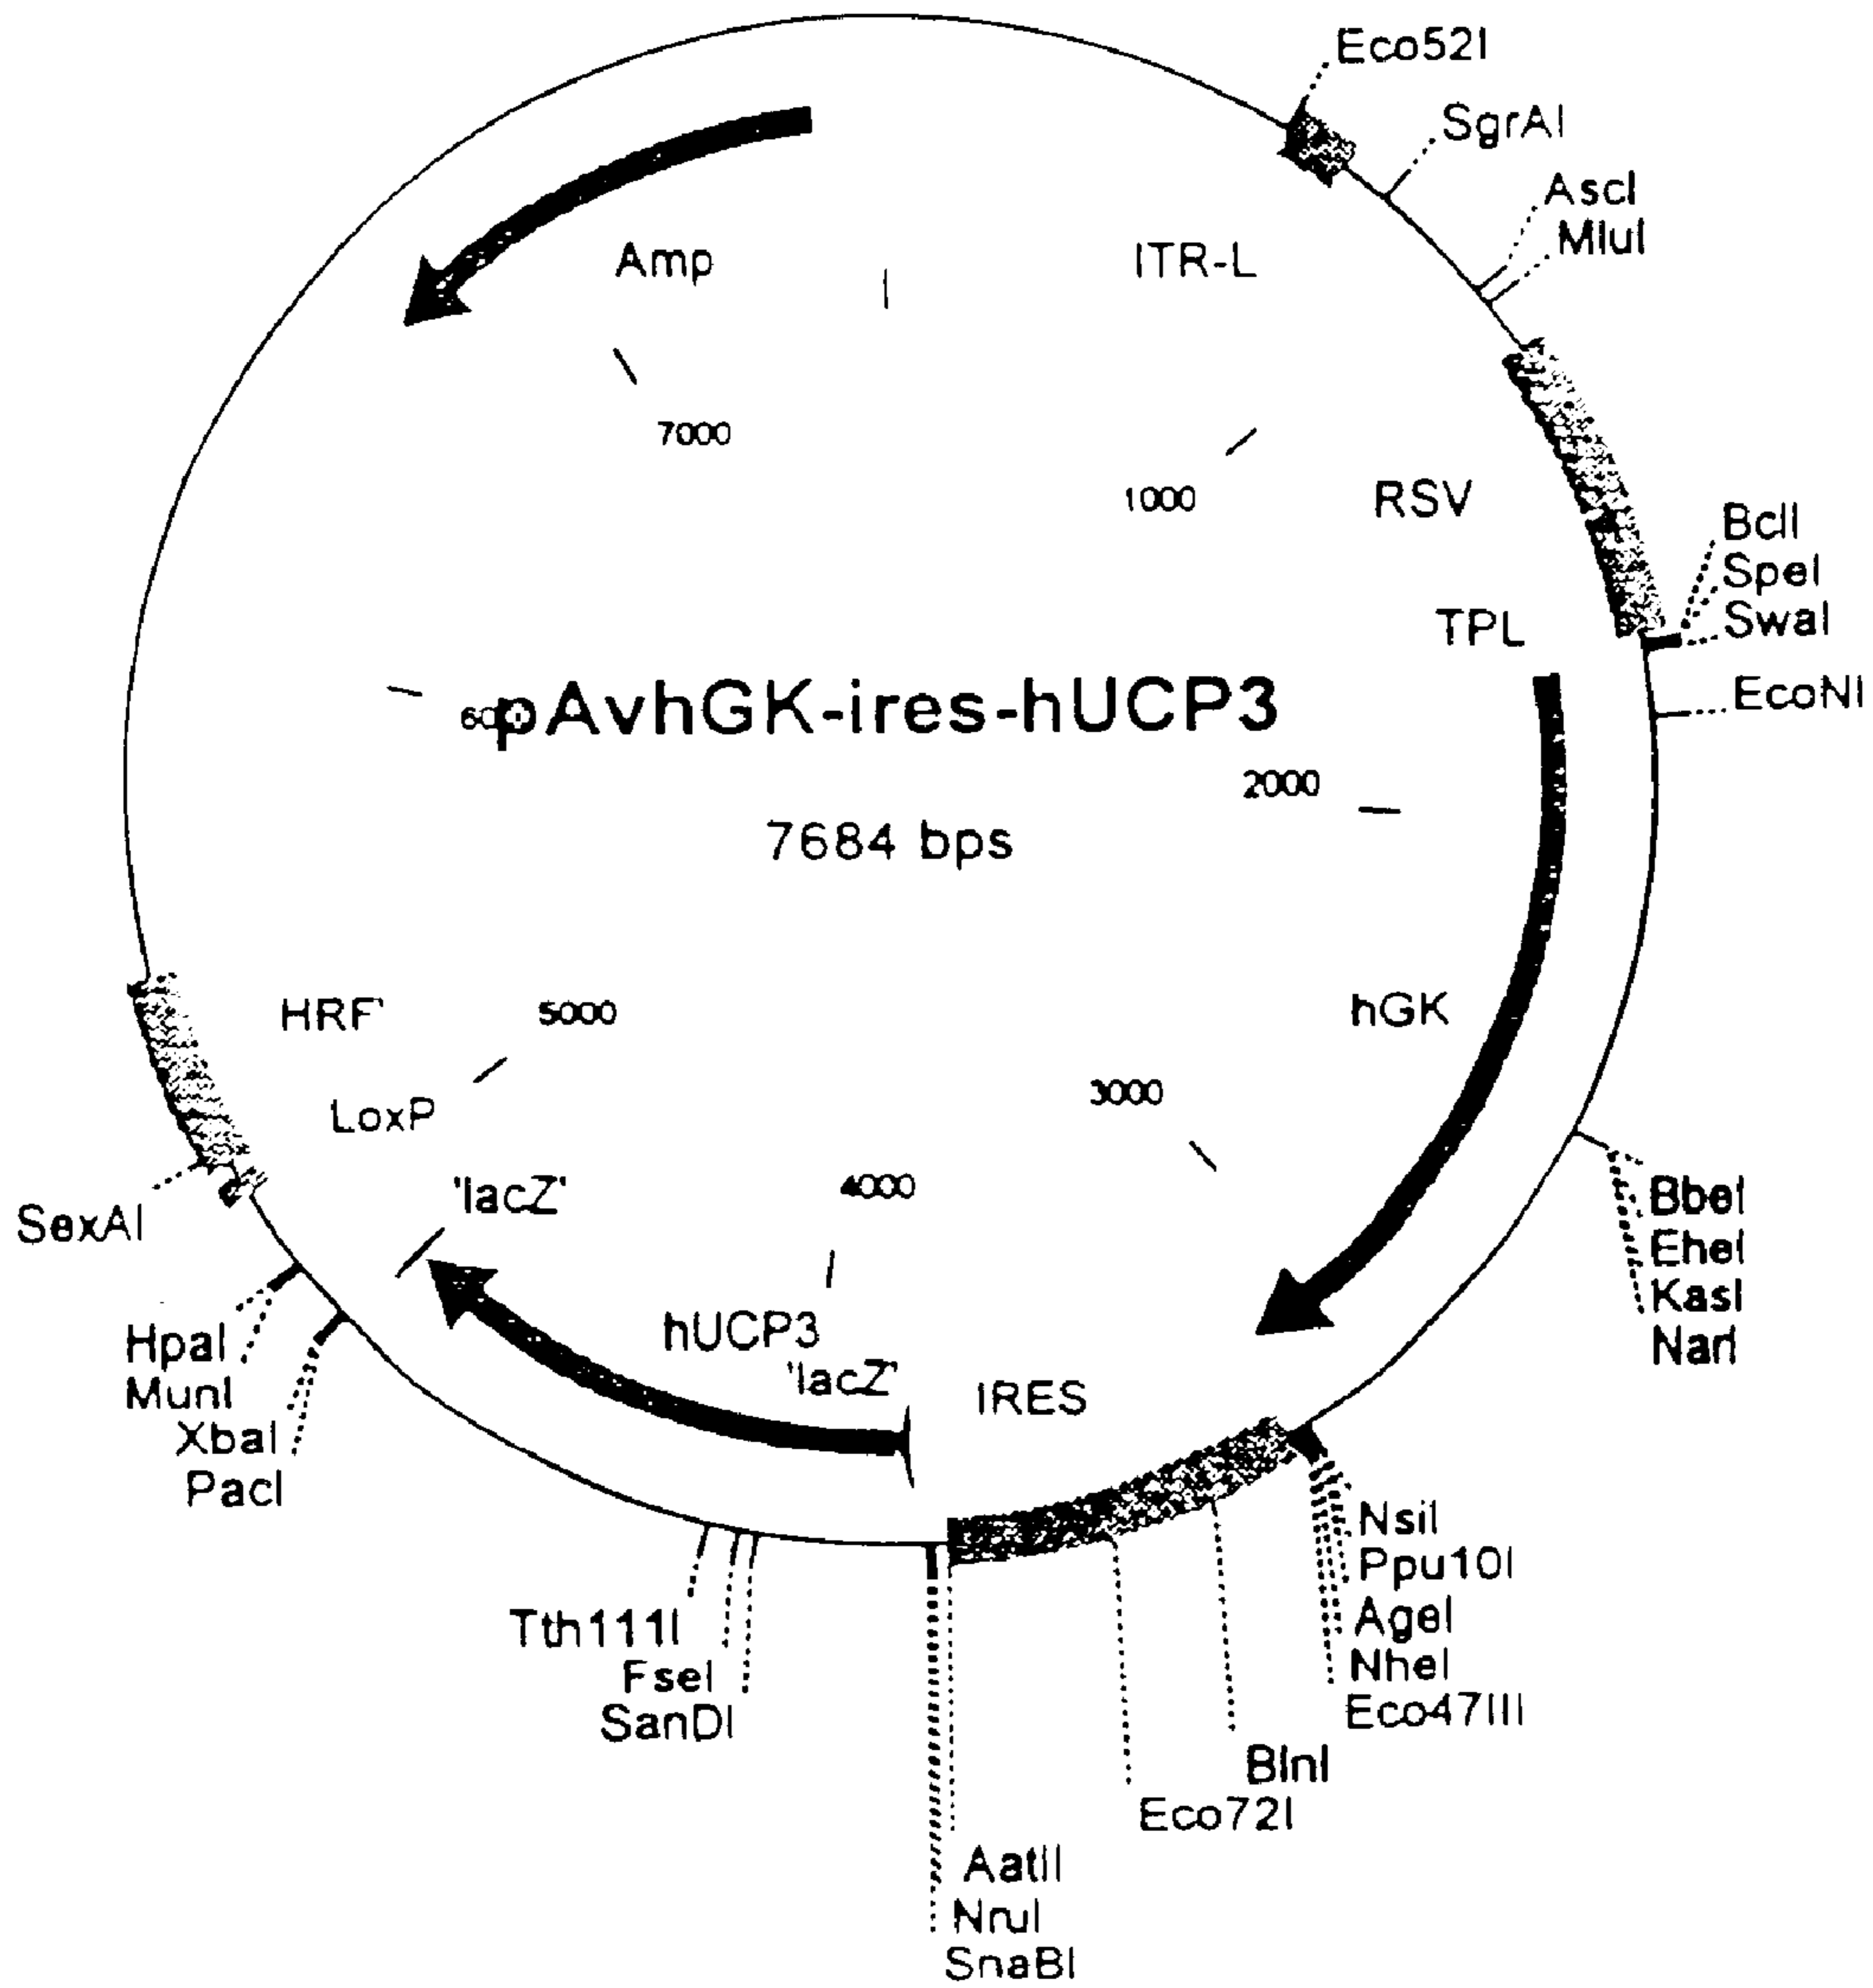 Eco52I
SgrAI
AscI
MluI
Amp
ITR-L
7000
1000
RSV
BclI
SpeI
SwaI
TPL
EcoNI
pAvhGK-ires-hUCP3
2000
7684 bps
HRF'
5000
hGK
3000
LoxP
'lacZ'
4000
SexAI
BbeI
EheI
KasI
NarI
HpaI
MunI
XbaI
PacI
hUCP3
'lacZ'
IRES
NsiI
Ppu10I
AgeI
NheI
Eco47III
Tth111I
FseI
SanDI
BlnI
Eco72I
AatII
NruI
SnaBI